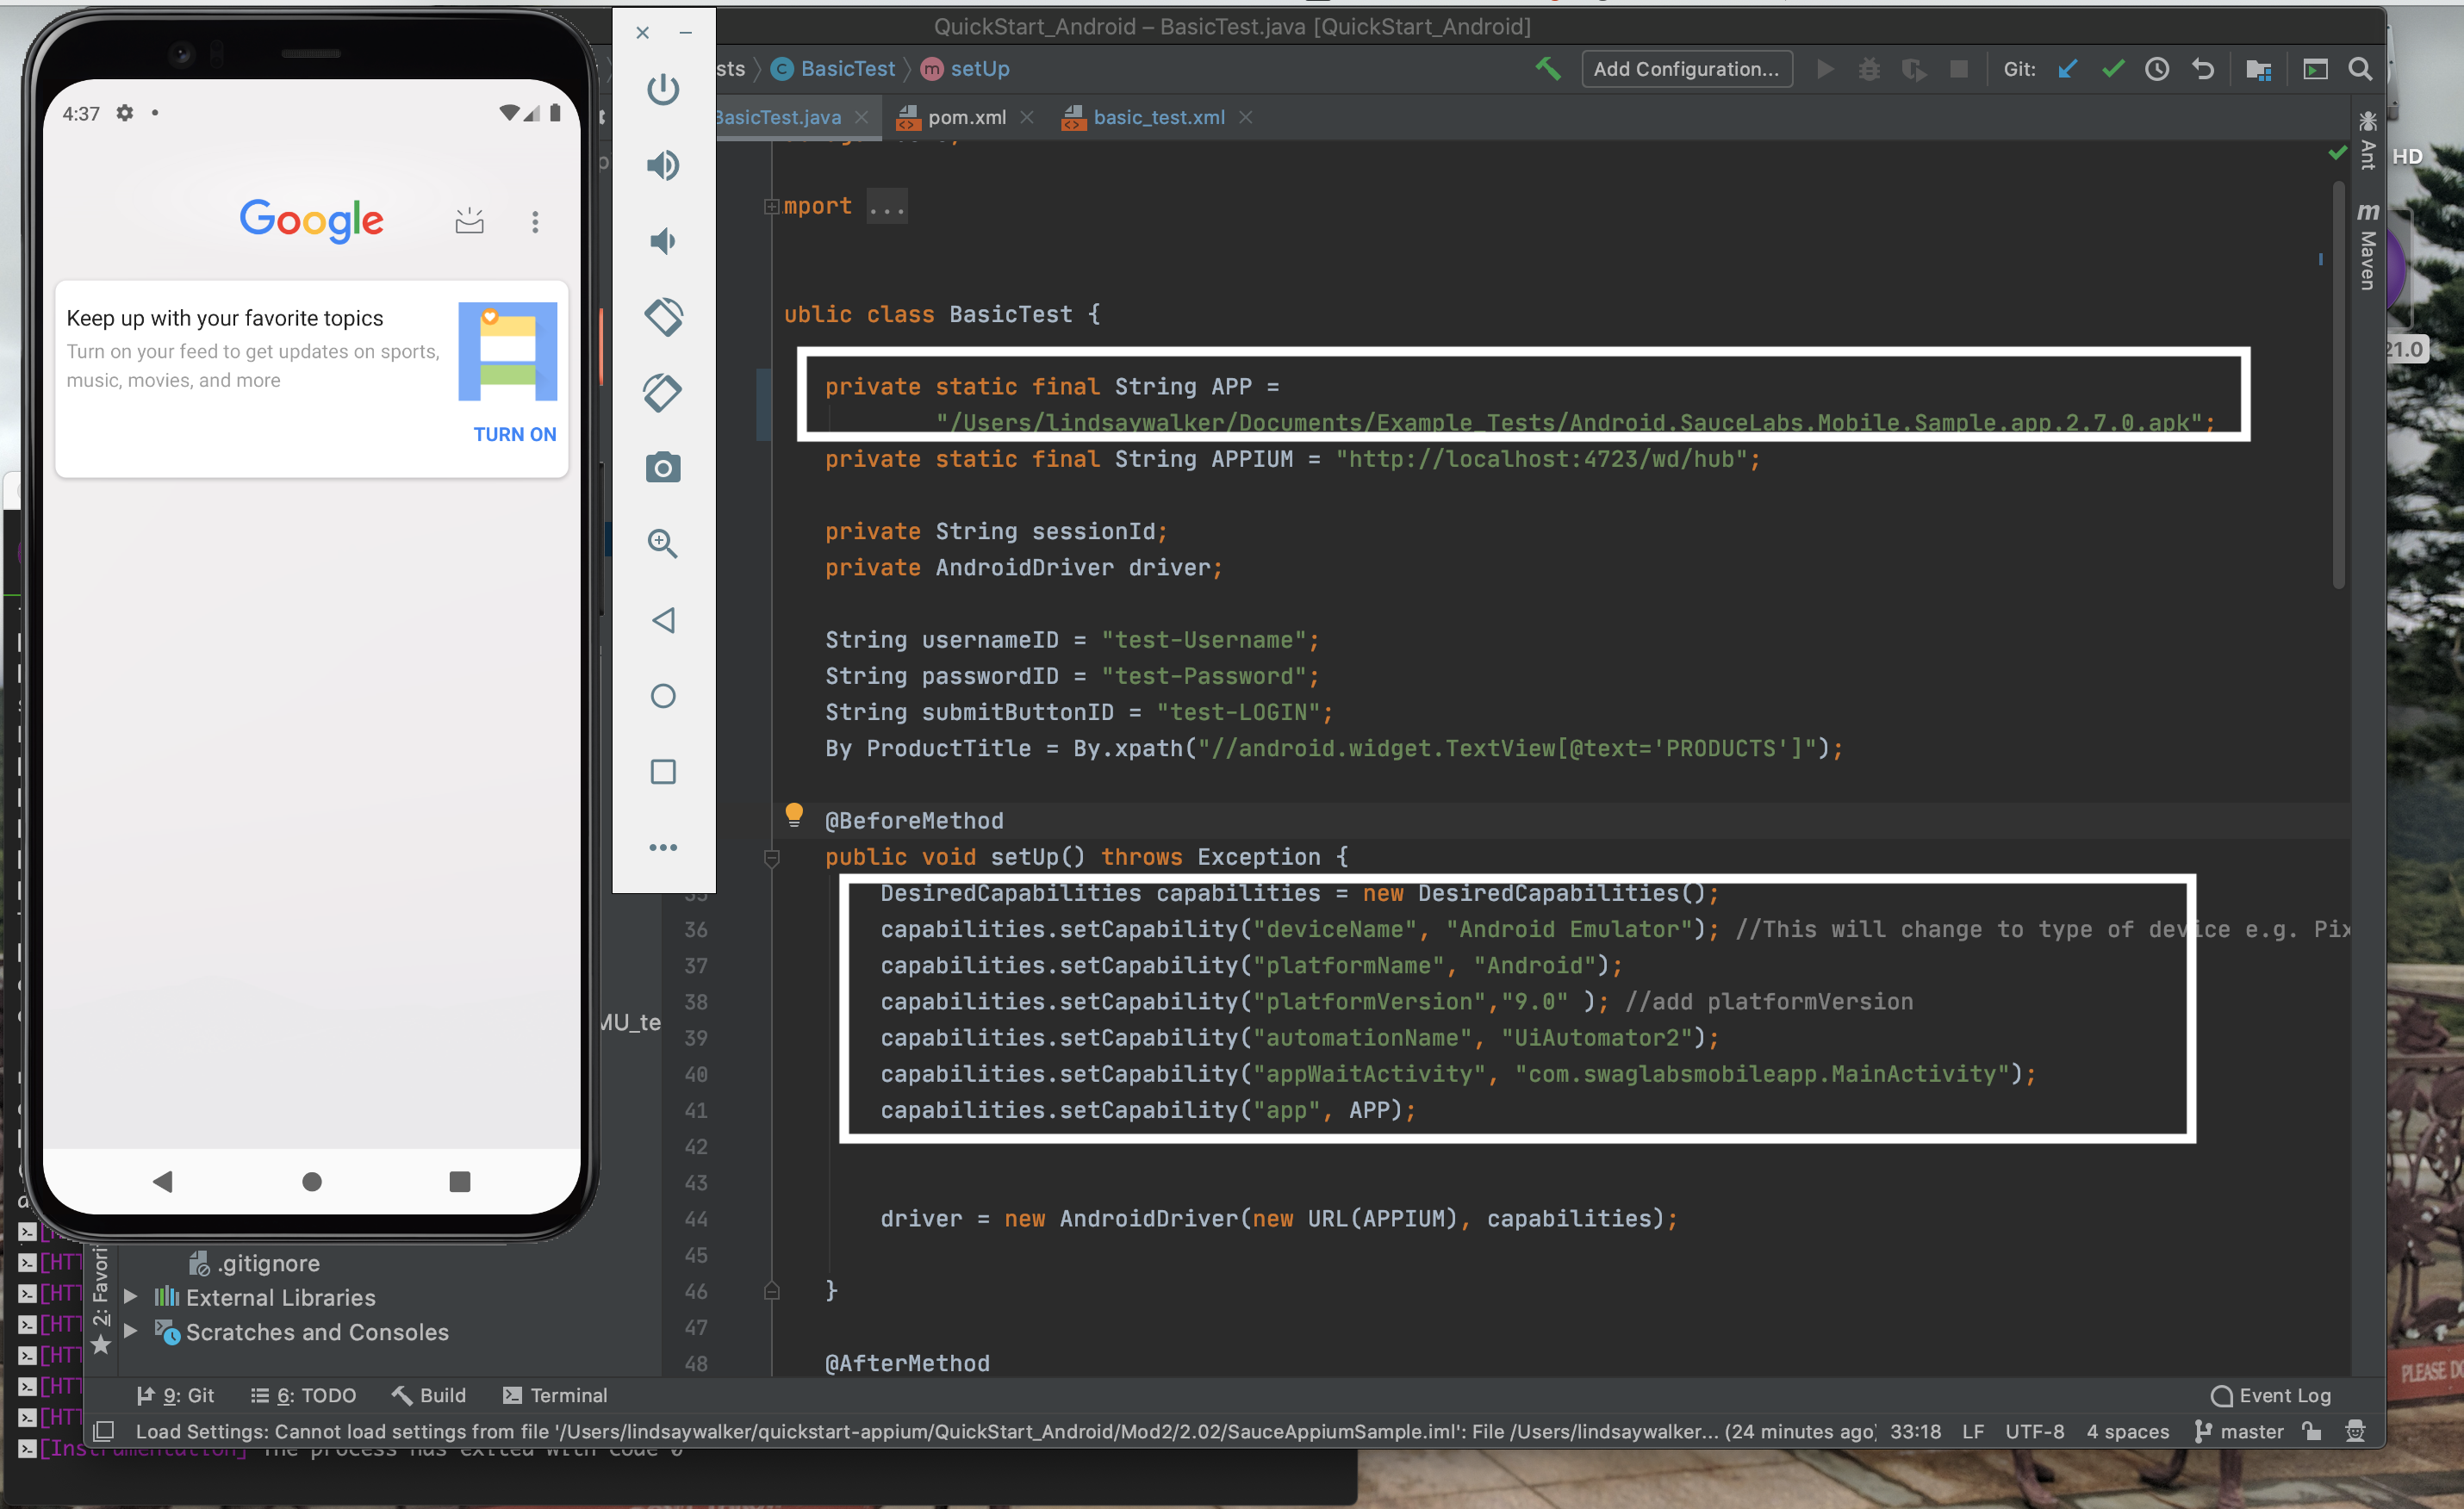 QuickStart_Android – BasicTest.java [QuickStart_Android]
sts
BasicTest
setUp
Add Configuration...
Git:
BasicTest.java
pom.xml
basic_test.xml
4:37
Google
Keep up with your favorite topics
Turn on your feed to get updates on sports,
music, movies, and more
TURN ON
mport ...
ublic class BasicTest {
private static final String APP =
"/Users/lindsaywalker/Documents/Example_Tests/Android.SauceLabs.Mobile.Sample.app.2.7.0.apk";
private static final String APPIUM = "http://localhost:4723/wd/hub";
private String sessionId;
private AndroidDriver driver;
String usernameID = "test-Username";
String passwordID = "test-Password";
String submitButtonID = "test-LOGIN";
By ProductTitle = By.xpath("//android.widget.TextView[@text='PRODUCTS']");
@BeforeMethod
public void setUp() throws Exception {
35 DesiredCapabilities capabilities = new DesiredCapabilities();
36 capabilities.setCapability("deviceName", "Android Emulator"); //This will change to type of device e.g. Pix
37 capabilities.setCapability("platformName", "Android");
38 capabilities.setCapability("platformVersion","9.0" ); //add platformVersion
39 capabilities.setCapability("automationName", "UiAutomator2");
40 capabilities.setCapability("appWaitActivity", "com.swaglabsmobileapp.MainActivity");
41 capabilities.setCapability("app", APP);
42
43
44 driver = new AndroidDriver(new URL(APPIUM), capabilities);
45
46 }
47
48 @AfterMethod
MU_te
Ant
Maven
HD
21.0
PLEASE DO
2: Favori
.gitignore
External Libraries
Scratches and Consoles
[HTT
[HTT
[HTT
[HTT
[HTT
[HTT
9: Git
6: TODO
Build
Terminal
Event Log
Load Settings: Cannot load settings from file '/Users/lindsaywalker/quickstart-appium/QuickStart_Android/Mod2/2.02/SauceAppiumSample.iml': File /Users/lindsaywalker... (24 minutes ago)
33:18
LF
UTF-8
4 spaces
master
[Instrumentation] The process has exited with code 0